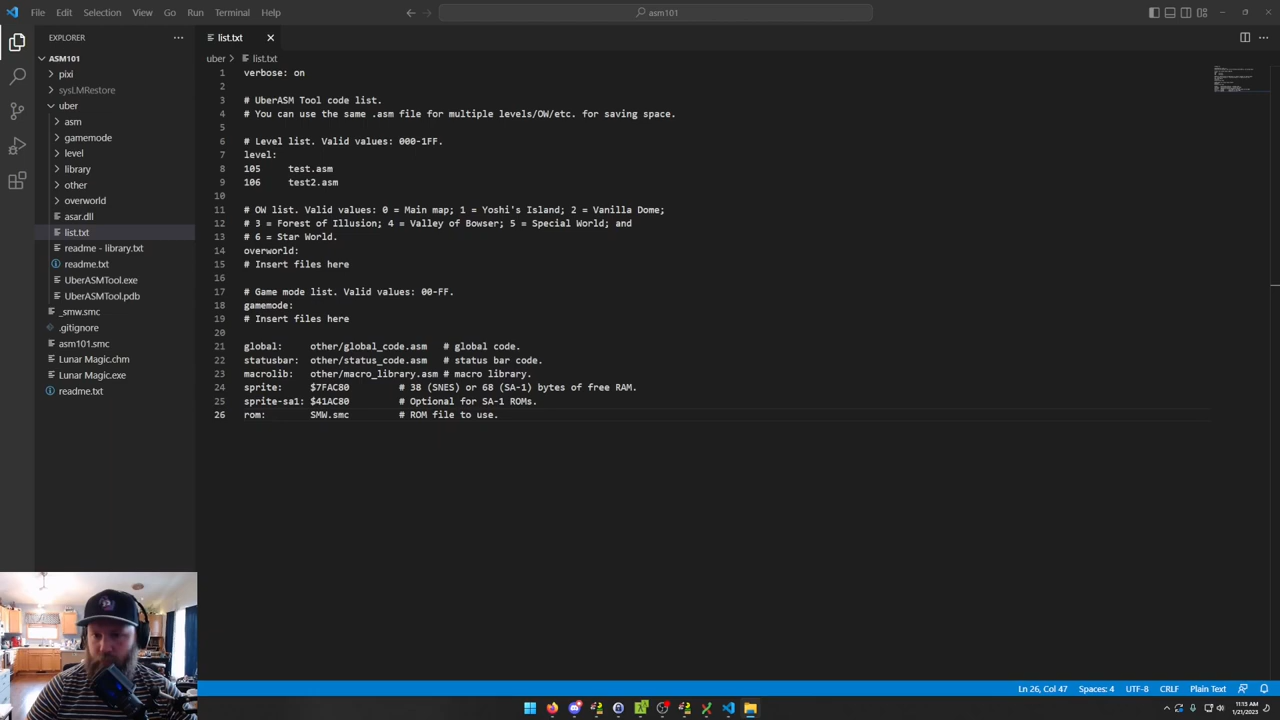 File Edit Selection View Go Run Terminal Help
asm101
EXPLORER
ASM101
pixi
sysLMRestore
uber
asm
gamemode
level
library
other
overworld
asar.dll
list.txt
readme - library.txt
readme.txt
UberASMTool.exe
UberASMTool.pdb
_smw.smc
.gitignore
asm101.smc
Lunar Magic.chm
Lunar Magic.exe
readme.txt
list.txt
uber > list.txt
1 verbose: on
2
3 # UberASM Tool code list.
4 # You can use the same .asm file for multiple levels/OW/etc. for saving space.
5
6 # Level list. Valid values: 000-1FF.
7 level:
8 105 test.asm
9 106 test2.asm
10
11 # OW list. Valid values: 0 = Main map; 1 = Yoshi's Island; 2 = Vanilla Dome;
12 # 3 = Forest of Illusion; 4 = Valley of Bowser; 5 = Special World; and
13 # 6 = Star World.
14 overworld:
15 # Insert files here
16
17 # Game mode list. Valid values: 00-FF.
18 gamemode:
19 # Insert files here
20
21 global: other/global_code.asm # global code.
22 statusbar: other/status_code.asm # status bar code.
23 macrolib: other/macro_library.asm # macro library.
24 sprite: $7FAC80 # 38 (SNES) or 68 (SA-1) bytes of free RAM.
25 sprite-sa1: $41AC80 # Optional for SA-1 ROMs.
26 rom: SMW.smc # ROM file to use.
Ln 26, Col 47 Spaces: 4 UTF-8 CRLF Plain Text
11:13 AM
1/21/2023